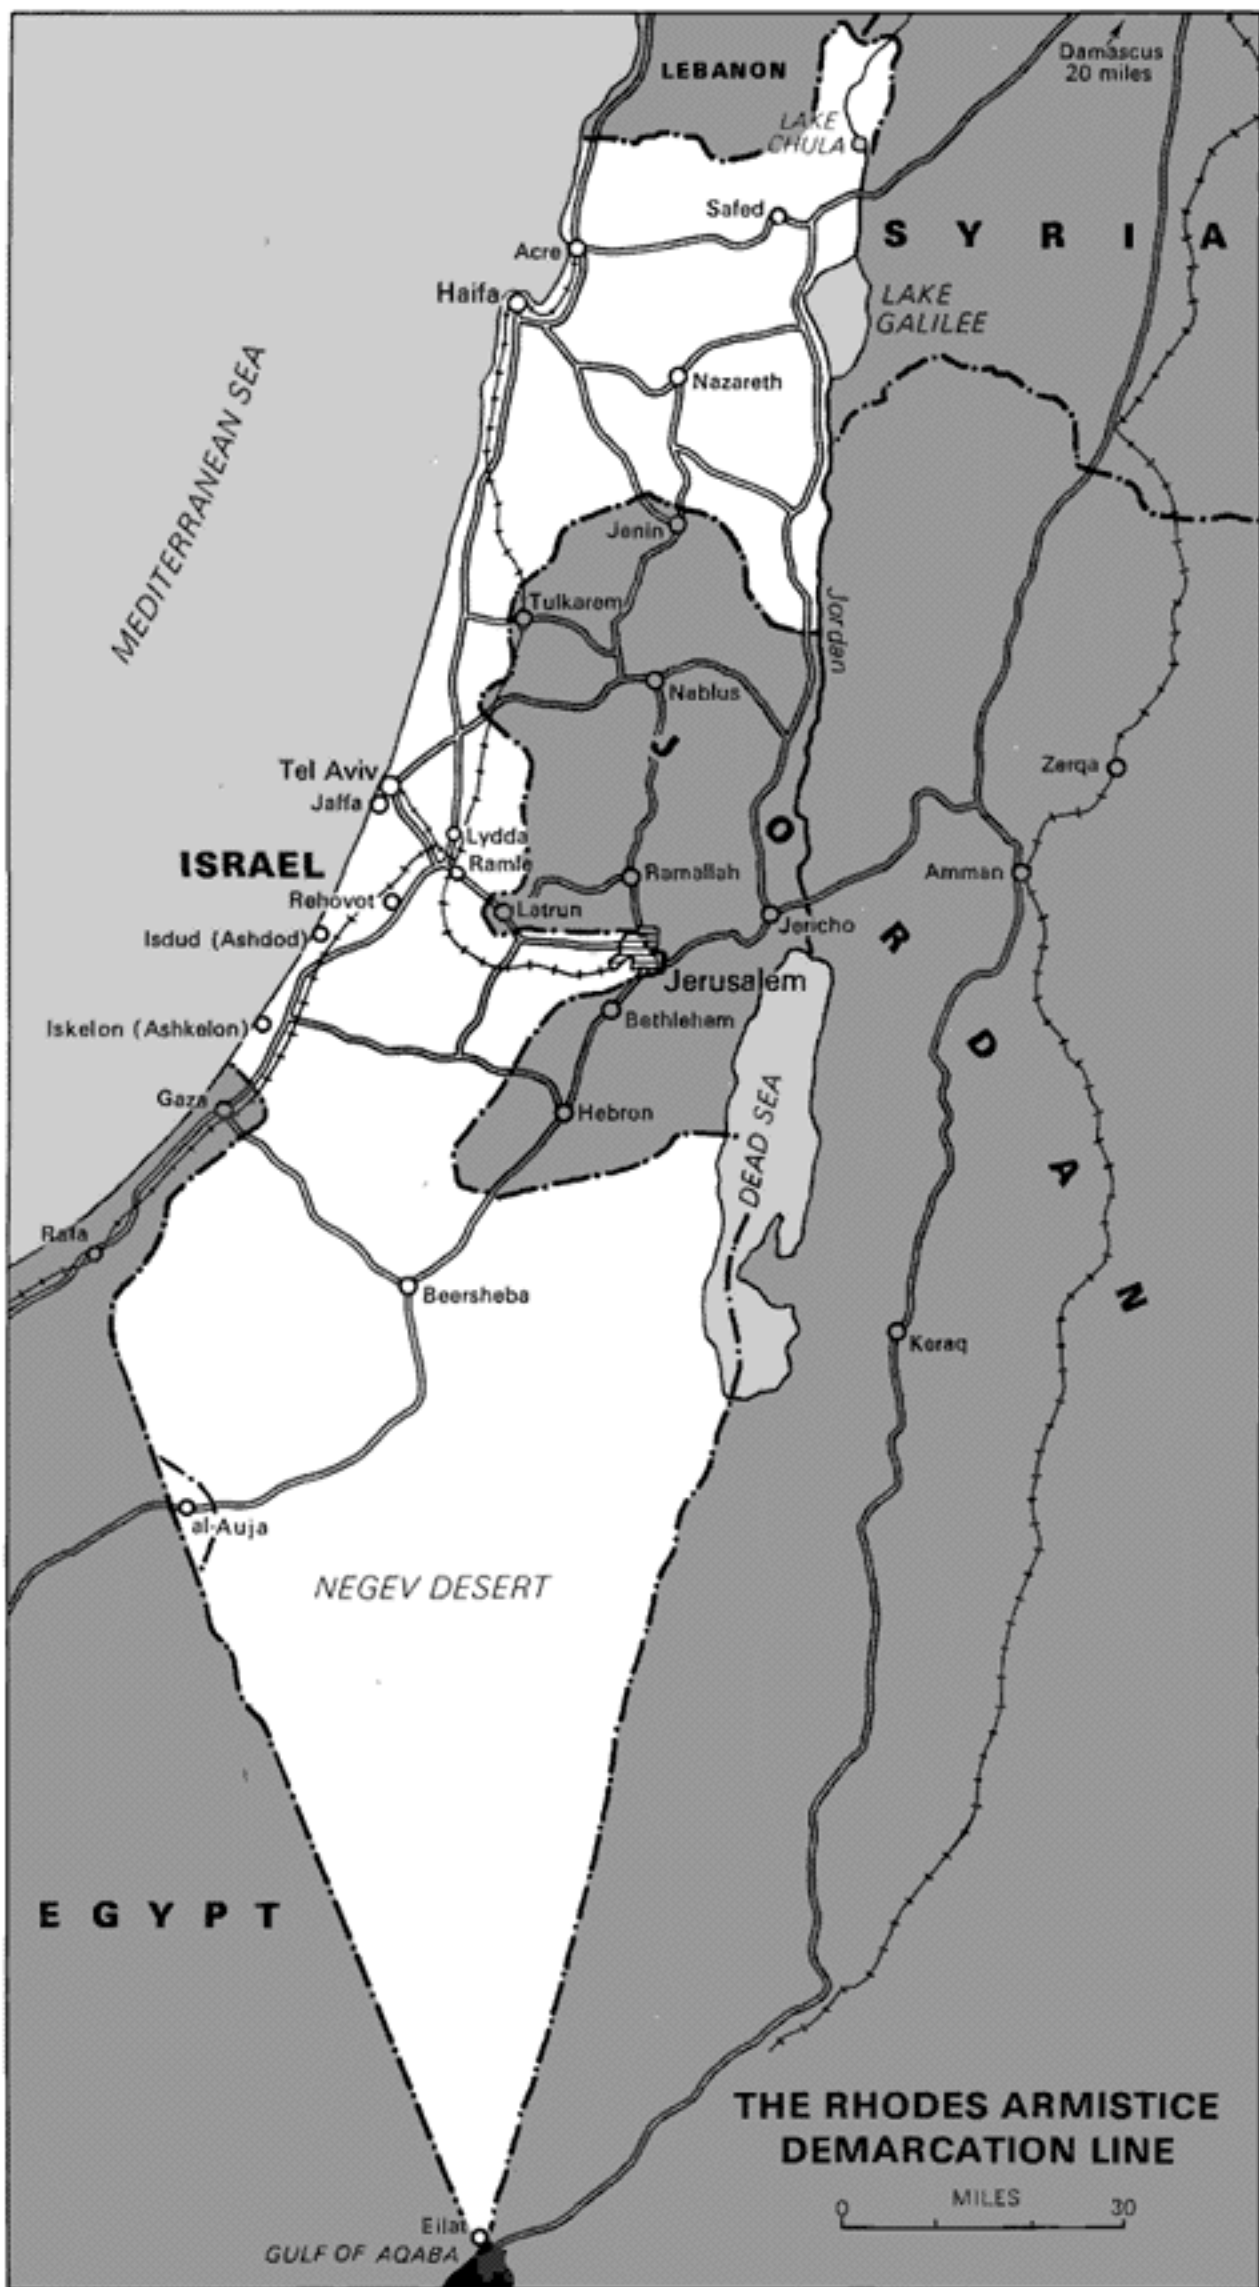 LEBANON
Damascus
20 miles
LAKE
CHULA
Safed
SYRIA
Acre
Haifa
LAKE
GALILEE
MEDITERRANEAN SEA
Nazareth
Jenin
Tulkarem
Jordan
Nablus
Tel Aviv
Jaffa
Zerqa
JORDAN
Lydda
ISRAEL
Ramle
Ramallah
Amman
Rehovot
Latrun
Jericho
Isdud (Ashdod)
Jerusalem
Iskelon (Ashkelon)
Bethlehem
Gaza
Hebron
DEAD SEA
Rafa
Beersheba
Keraq
al-Auja
NEGEV DESERT
EGYPT
THE RHODES ARMISTICE
DEMARCATION LINE
MILES
0 30
Eilat
GULF OF AQABA